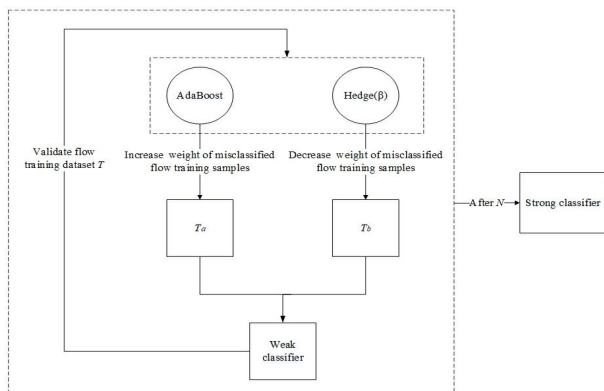 AdaBoost
Hedge(β)
Validate flow
training dataset T
Increase weight of misclassified
flow training samples
Decrease weight of misclassified
flow training samples
Ta
Tb
After N
Strong classifier
Weak
classifier